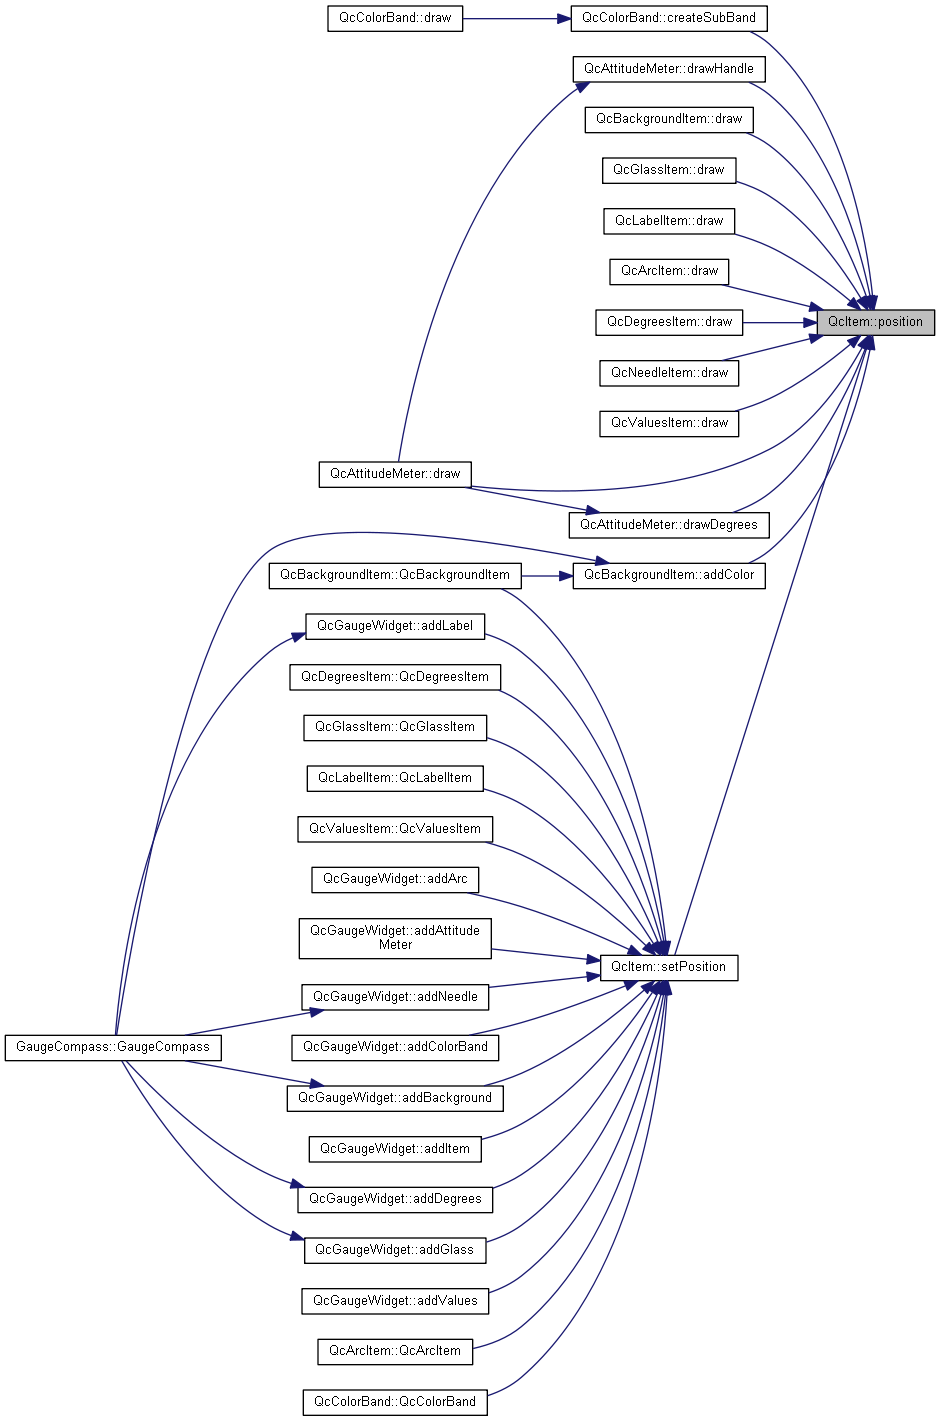 QcColorBand::draw
QcColorBand::createSubBand
QcAttitudeMeter::drawHandle
QcBackgroundItem::draw
QcGlassItem::draw
QcLabelItem::draw
QcArcItem::draw
QcItem::position
QcDegreesItem::draw
QcNeedleItem::draw
QcValuesItem::draw
QcAttitudeMeter::draw
QcAttitudeMeter::drawDegrees
QcBackgroundItem::QcBackgroundItem
QcBackgroundItem::addColor
QcGaugeWidget::addLabel
QcDegreesItem::QcDegreesItem
QcGlassItem::QcGlassItem
QcLabelItem::QcLabelItem
QcValuesItem::QcValuesItem
QcGaugeWidget::addArc
QcGaugeWidget::addAttitude
Meter
QcItem::setPosition
QcGaugeWidget::addNeedle
GaugeCompass::GaugeCompass
QcGaugeWidget::addColorBand
QcGaugeWidget::addBackground
QcGaugeWidget::addItem
QcGaugeWidget::addDegrees
QcGaugeWidget::addGlass
QcGaugeWidget::addValues
QcArcItem::QcArcItem
QcColorBand::QcColorBand